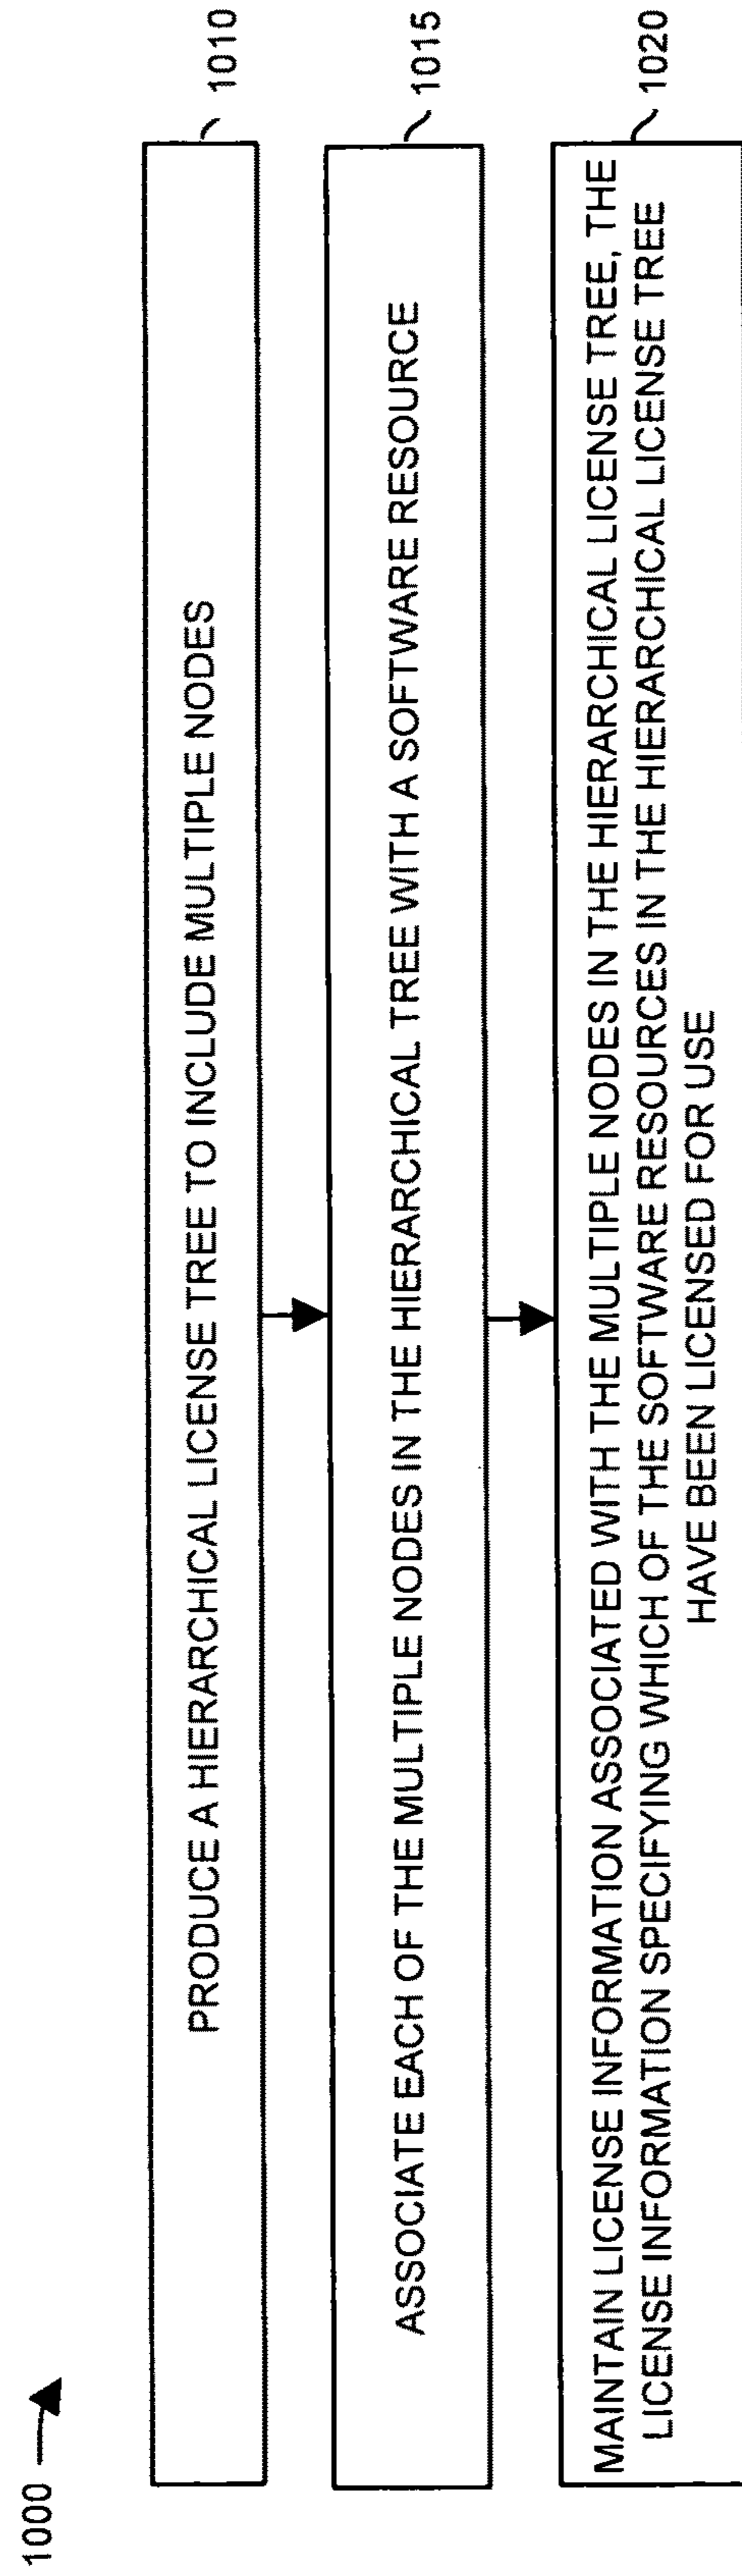 1000
PRODUCE A HIERARCHICAL LICENSE TREE TO INCLUDE MULTIPLE NODES
1010
ASSOCIATE EACH OF THE MULTIPLE NODES IN THE HIERARCHICAL TREE WITH A SOFTWARE RESOURCE
1015
MAINTAIN LICENSE INFORMATION ASSOCIATED WITH THE MULTIPLE NODES IN THE HIERARCHICAL LICENSE TREE, THE
LICENSE INFORMATION SPECIFYING WHICH OF THE SOFTWARE RESOURCES IN THE HIERARCHICAL LICENSE TREE
HAVE BEEN LICENSED FOR USE
1020